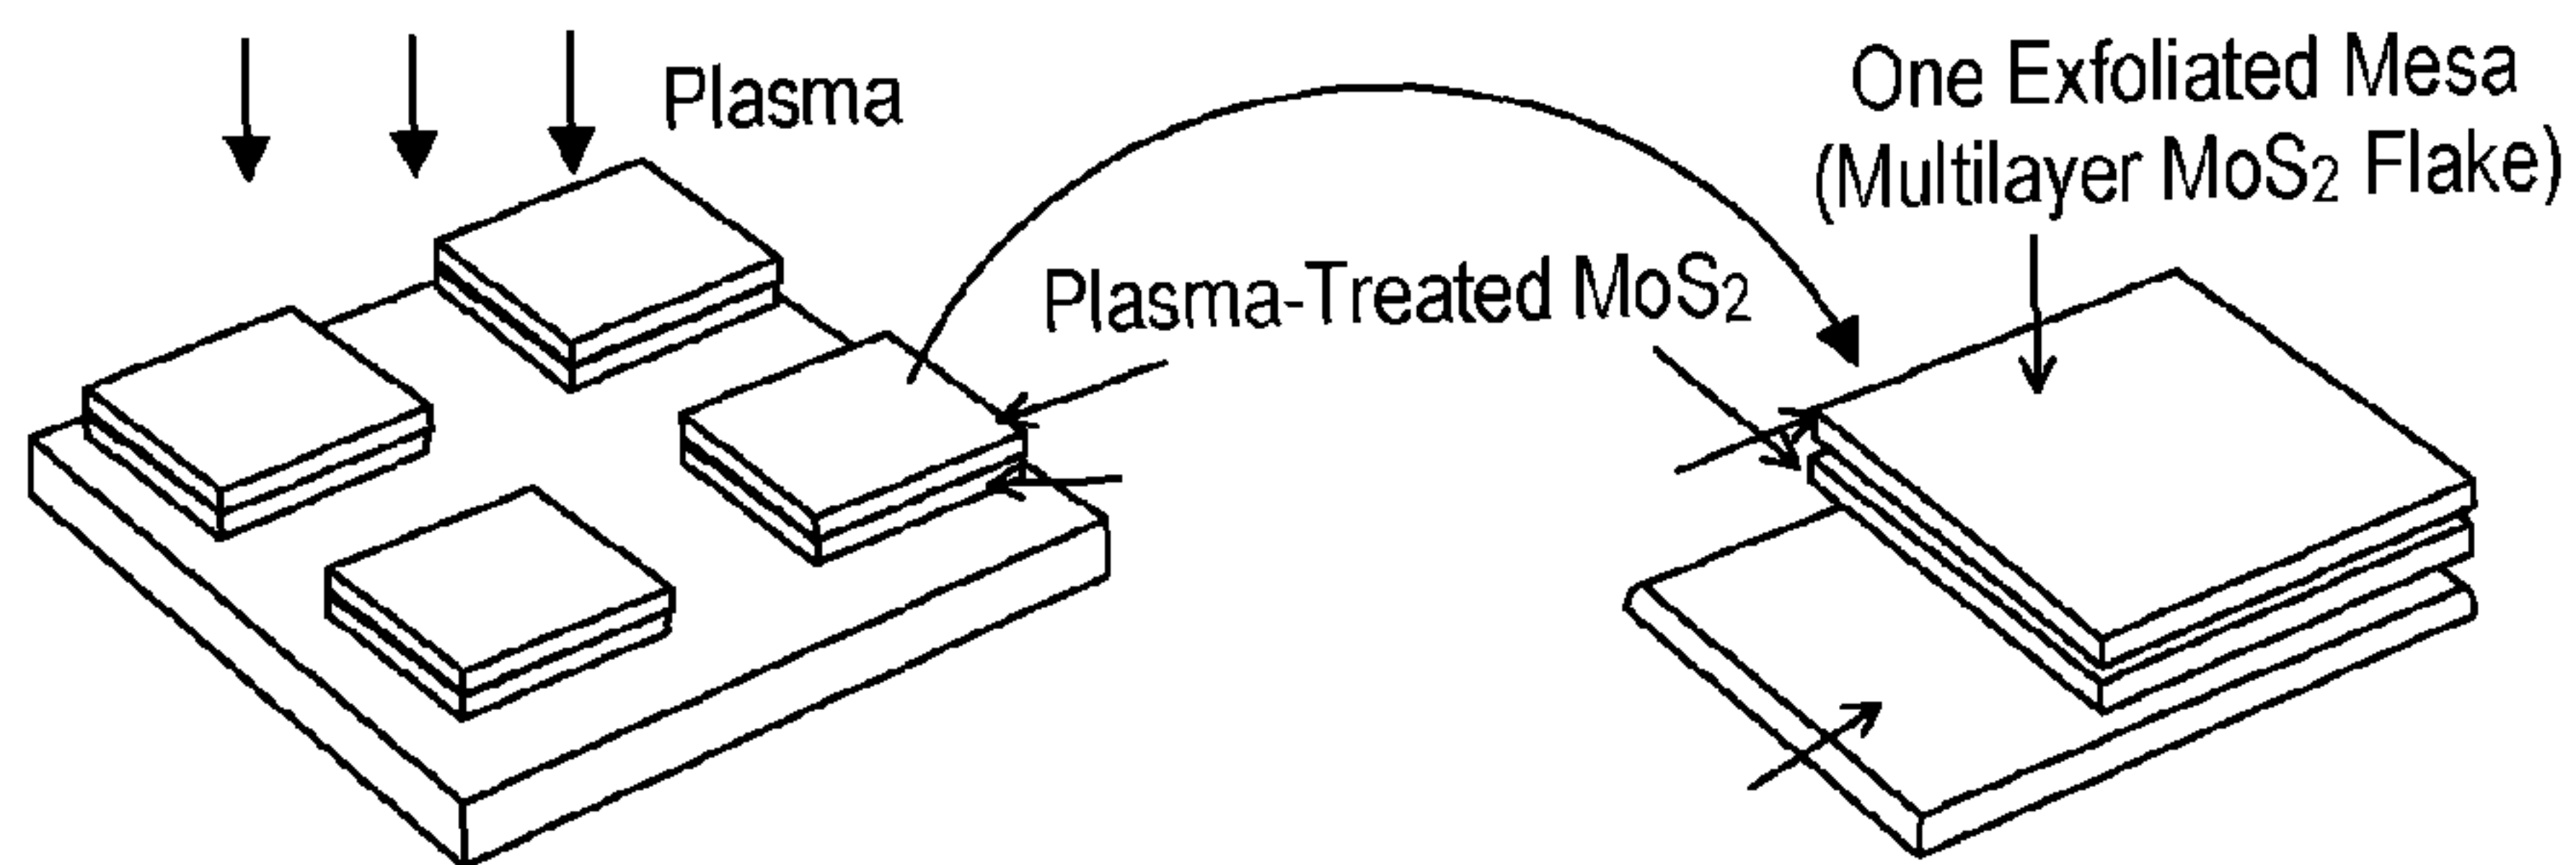 Plasma
One Exfoliated Mesa
(Multilayer MoS₂ Flake)
Plasma-Treated MoS₂